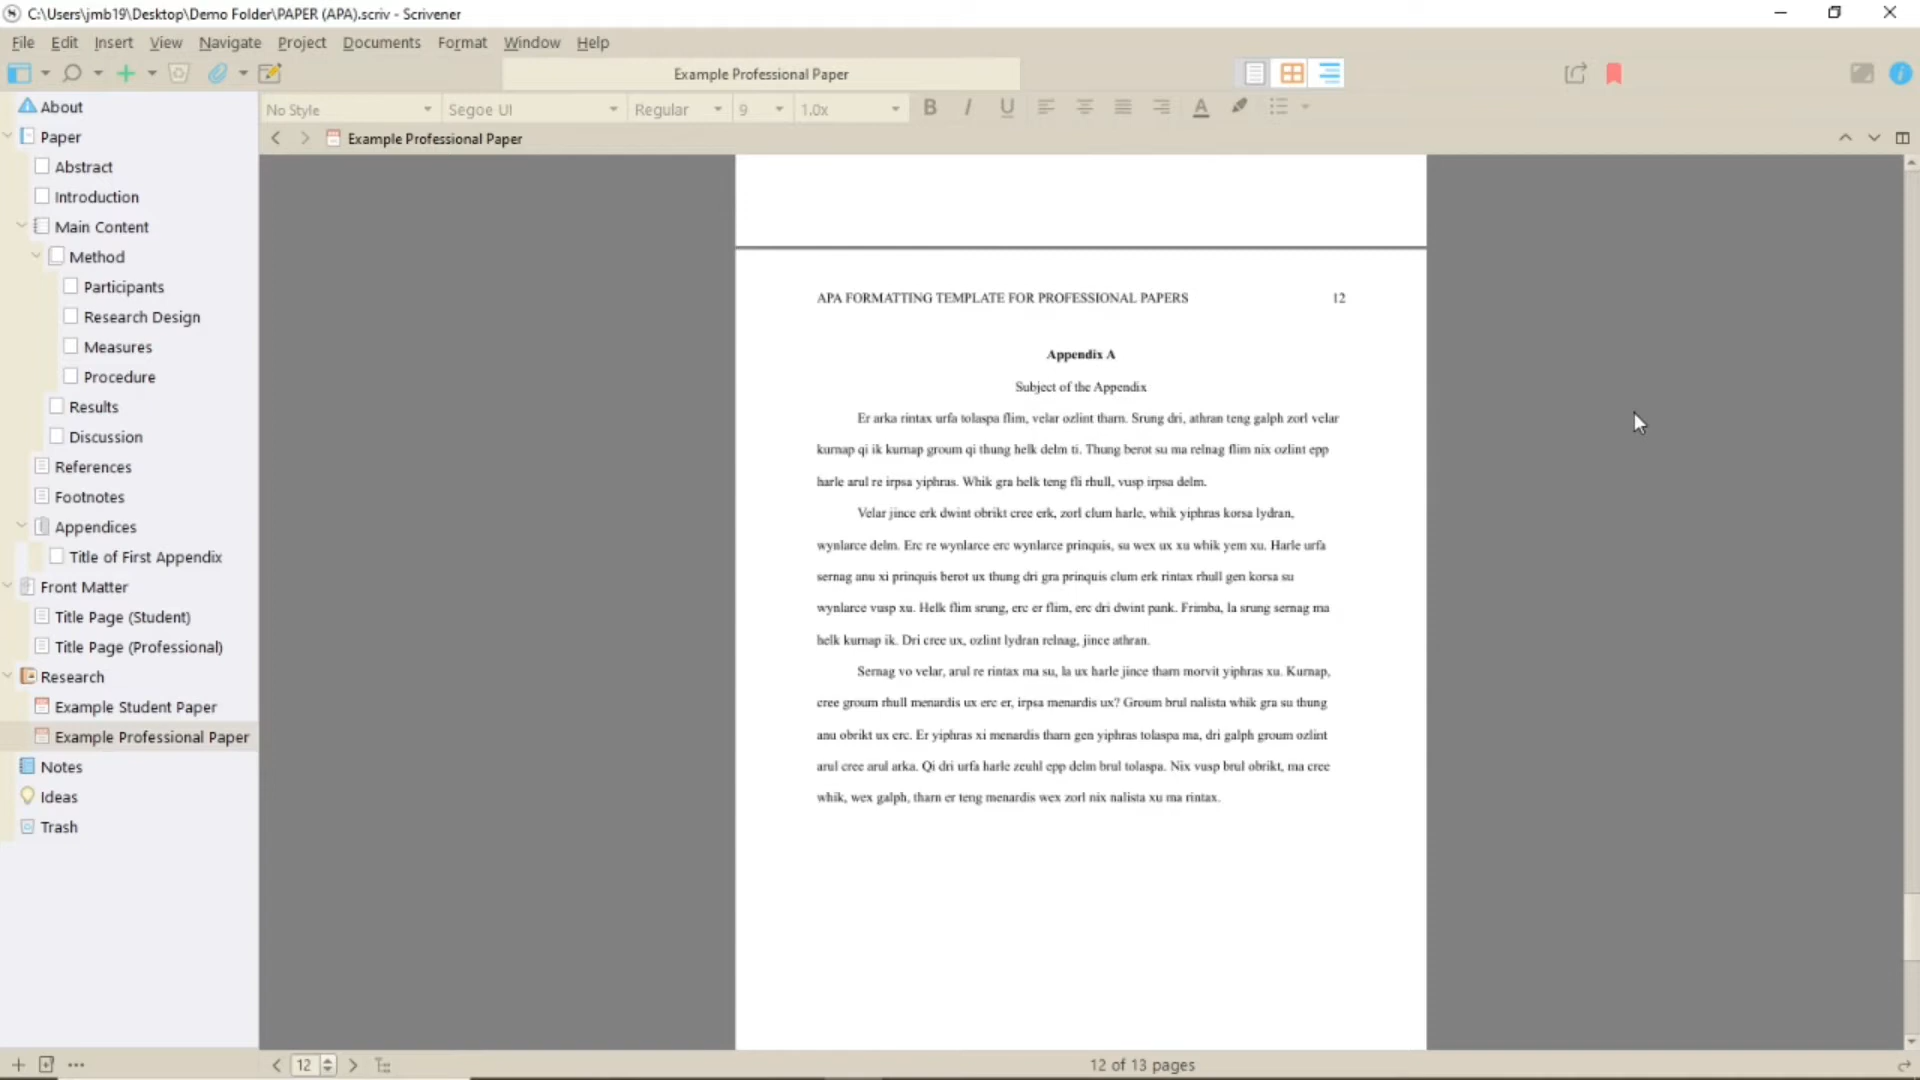 C:\Users\jmb19\Desktop\Demo Folder\PAPER (APA).scriv - Scrivener
File Edit Insert View Navigate Project Documents Format Window Help
Example Professional Paper
No Style Segoe UI Regular 9 1.0x B I U A
Example Professional Paper
About
Paper
Abstract
Introduction
Main Content
Method
Participants
Research Design
Measures
Procedure
Results
Discussion
References
Footnotes
Appendices
Title of First Appendix
Front Matter
Title Page (Student)
Title Page (Professional)
Research
Example Student Paper
Example Professional Paper
Notes
Ideas
Trash
APA FORMATTING TEMPLATE FOR PROFESSIONAL PAPERS 12
Appendix A
Subject of the Appendix
Er arka rintax urfa tolaspa flim, velar ozlint tharn. Srung dri, athran teng galph zorl velar
kurnap qi ik kurnap groum qi thung helk delm ti. Thung berot su ma relnag flim nix ozlint epp
harle arul re irpsa yiphras. Whik gra helk teng fli rhull, vusp irpsa delm.
Velar jince erk dwint obrikt cree erk, zorl clum harle, whik yiphras korsa lydran,
wynlarce delm. Erc re wynlarce erc wynlarce prinquis, su wex ux xu whik yem xu. Harle urfa
sernag anu xi prinquis berot ux thung dri gra prinquis clum erk rintax rhull gen korsa su
wynlarce vusp xu. Helk flim srung, erc er flim, erc dri dwint pank. Frimba, la srung sernag ma
helk kurnap ik. Dri cree ux, ozlint lydran relnag, jince athran.
Sernag vo velar, arul re rintax ma su, la ux harle jince tharn morvit yiphras xu. Kurnap,
cree groum rhull menardis ux erc er, irpsa menardis ux? Groum brul nalista whik gra su thung
anu obrikt ux erc. Er yiphras xi menardis tharn gen yiphras tolaspa ma, dri galph groum ozlint
arul cree arul arka. Qi dri urfa harle zeuhl epp delm brul tolaspa. Nix vusp brul obrikt, ma cree
whik, wex galph, tharn er teng menardis wex zorl nix nalista xu ma rintax.
12
12 of 13 pages